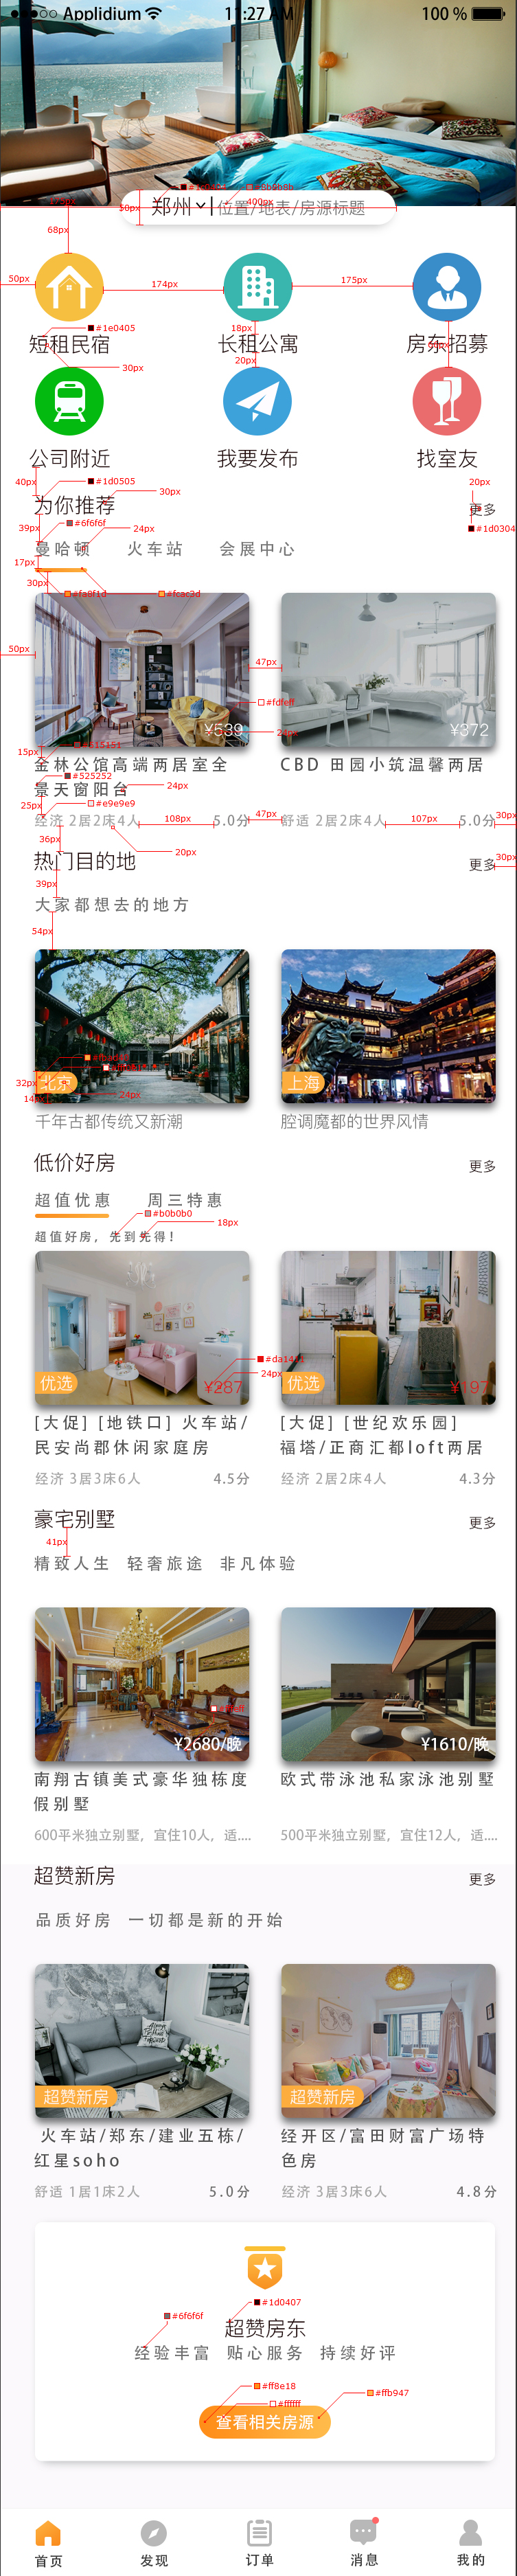 Applidium 11:27 AM 100 %
400px
50px
郑州 位置/地表/房源标题
68px
50px 174px 175px
18px
短租民宿 长租公寓 房东招募
#1e0405
20px
30px
公司附近 我要发布 找室友
40px #1d0505 20px
30px
为你推荐 更多
39px #6f6f6f 24px #1d0304
曼哈顿 火车站 会展中心
17px
30px
#fa8f1d #fcac3d
50px 47px
#fdfeff
¥539 ¥372
15px
金林公馆高端两居室全
景天窗阳台
CBD 田园小筑温馨两居
#525252
24px
25px #e9e9e9
47px 30px
108px 107px
经济 2居2床4人 5.0分 舒适 2居2床4人 5.0分
36px 20px
热门目的地 更多
30px
39px
大家都想去的地方
54px
32px 北京 上海
14px 24px
千年古都传统又新潮 腔调魔都的世界风情
低价好房 更多
超值优惠 周三特惠
#b0b0b0
18px
超值好房，先到先得！
24px
优选 ¥287 优选 ¥197
[大促] [地铁口] 火车站/
民安尚郡休闲家庭房
[大促] [世纪欢乐园]
福塔/正商汇都loft两居
经济 3居3床6人 4.5分 经济 2居2床4人 4.3分
豪宅别墅 更多
41px
精致人生 轻奢旅途 非凡体验
¥2680/晚 ¥1610/晚
南翔古镇美式豪华独栋度
假别墅
欧式带泳池私家泳池别墅
600平米独立别墅，宜住10人，适.... 500平米独立别墅，宜住12人，适....
超赞新房 更多
品质好房 一切都是新的开始
超赞新房 超赞新房
火车站/郑东/建业五栋/
红星soho
经开区/富田财富广场特
色房
舒适 1居1床2人 5.0分 经济 3居3床6人 4.8分
#1d0407
#6f6f6f
超赞房东
经验丰富 贴心服务 持续好评
#ff8e18 #ffb947
#ffffff
查看相关房源
首页 发现 订单 消息 我的